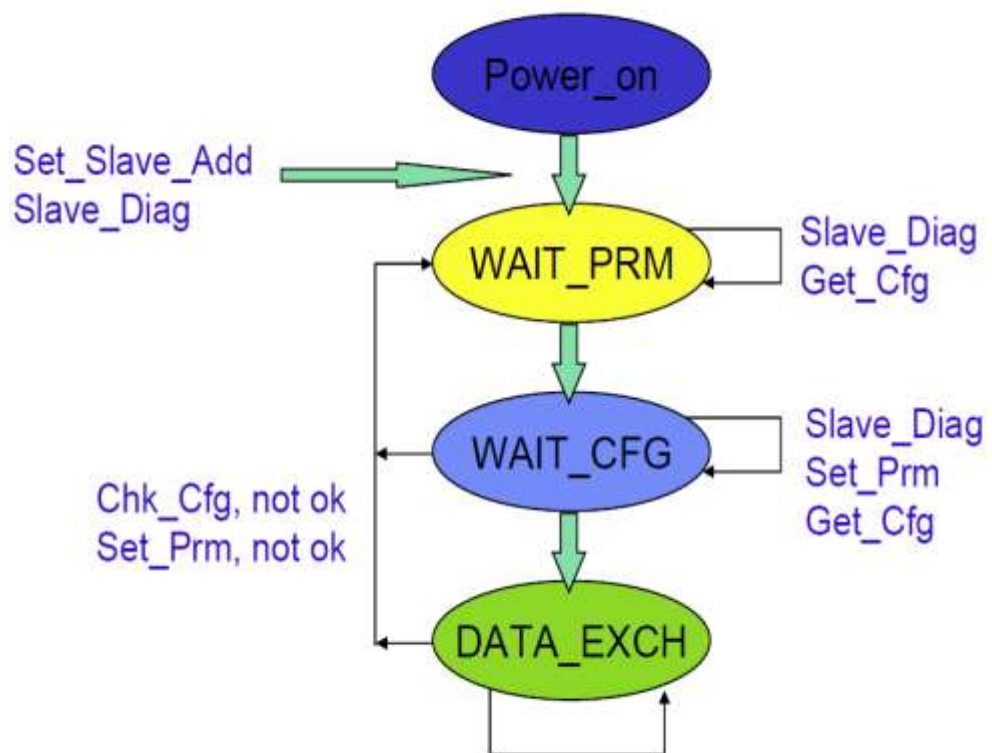 Power_on
Set_Slave_Add
Slave_Diag
WAIT_PRM
Slave_Diag
Get_Cfg
WAIT_CFG
Slave_Diag
Set_Prm
Get_Cfg
Chk_Cfg, not ok
Set_Prm, not ok
DATA_EXCH